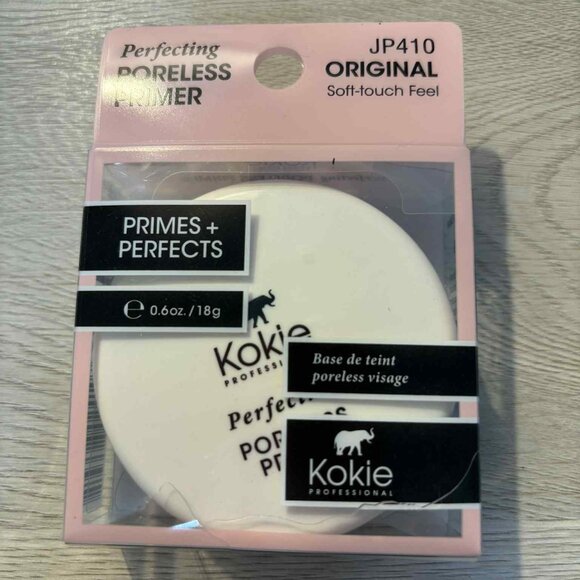 Perfecting
PORELESS
PRIMER
JP410
ORIGINAL
Soft-touch Feel
PRIMES +
PERFECTS
℮ 0.6oz./18g
Kokie
PROFESSIONAL
Base de teint
poreless visage
Kokie
PROFESSIONAL